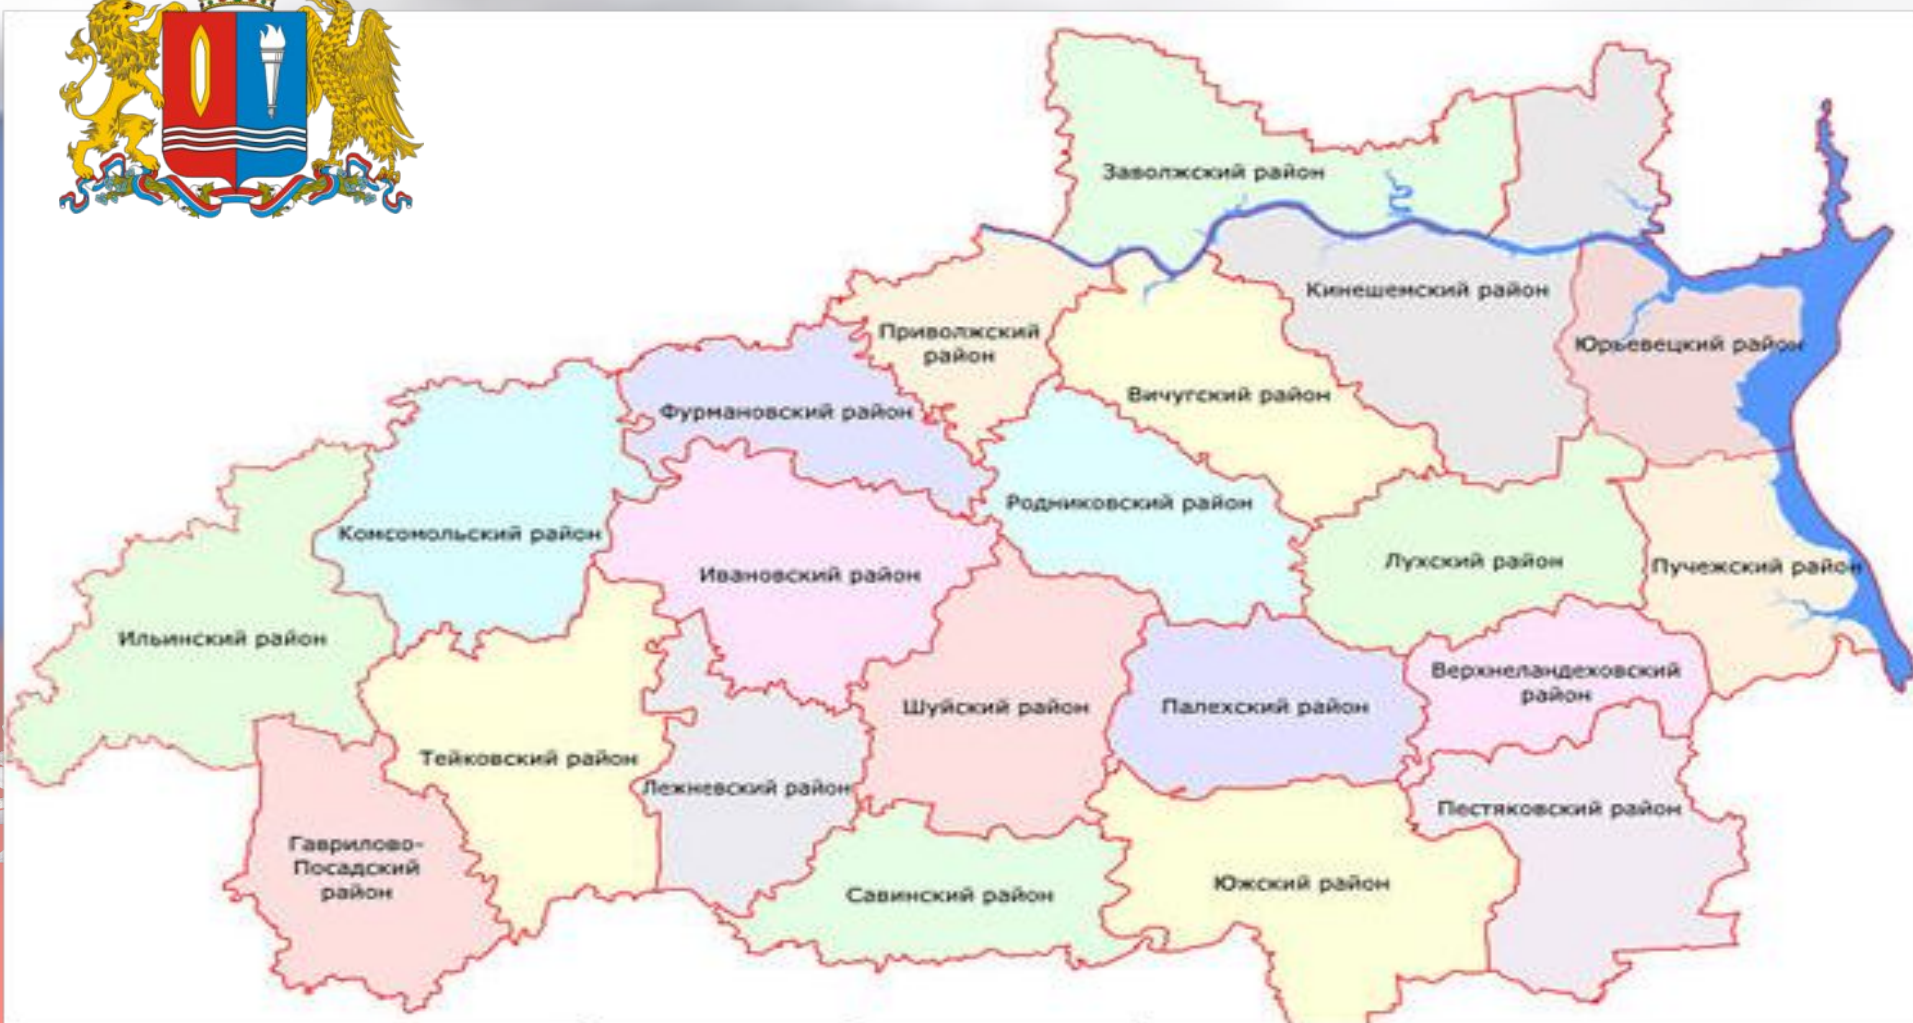 Заволжский район
Кинешемский район
Приволжский
район
Юрьевецкий район
Вичугский район
Фурмановский район
Родниковский район
Комсомольский район
Лухский район
Пучежский район
Ивановский район
Ильинский район
Верхнеландеховский
район
Шуйский район
Палехский район
Тейковский район
Лежневский район
Пестяковский район
Гаврилово-
Посадский
район
Южский район
Савинский район